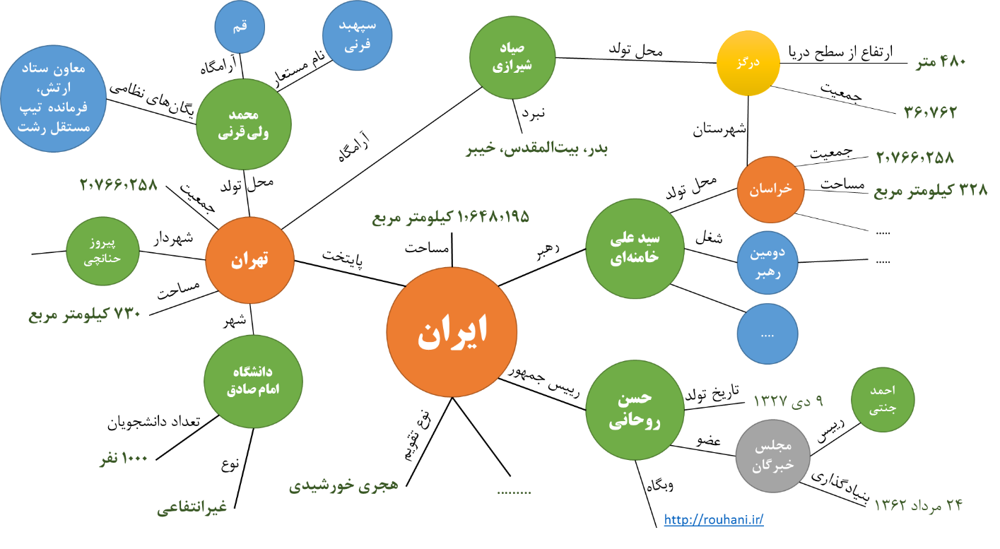 قم
سپهبد
فرنی
صیاد
شیرازی
محل تولد
درگز
ارتفاع از سطح دریا
۴۸۰ متر
جمعیت
۳۶،۷۶۲
شهرستان
معاون ستاد
ارتش،
فرمانده تیپ
مستقل رشت
یگان‌های نظامی
آرامگاه
نام مستعار
محمد
ولی قرنی
نبرد
بدر، بیت‌المقدس، خیبر
آرامگاه
محل تولد
خراسان
جمعیت
۲،۷۶۶،۲۵۸
مساحت
۳۲۸ کیلومتر مربع
.....
۲،۷۶۶،۲۵۸
جمعیت
پیروز
حناتچی
شهردار
تهران
مساحت
۷۳۰ کیلومتر مربع
شهر
پایتخت
۱،۶۴۸،۱۹۵ کیلومتر مربع
مساحت
ایران
رهبر
سید علی
خامنه‌ای
محل تولد
شغل
دومین
رهبر
.....
....
دانشگاه
امام صادق
تعداد دانشجویان
۱۰۰۰ نفر
نوع
غیرانتفاعی
نوع تقویم
هجری خورشیدی
.........
رییس جمهور
حسن
روحانی
تاریخ تولد
۹ دی ۱۳۲۷
عضو
مجلس
خبرگان
رییس
احمد
جنتی
بنیادگذاری
۲۴ مرداد ۱۳۶۲
وبگاه
http://rouhani.ir/